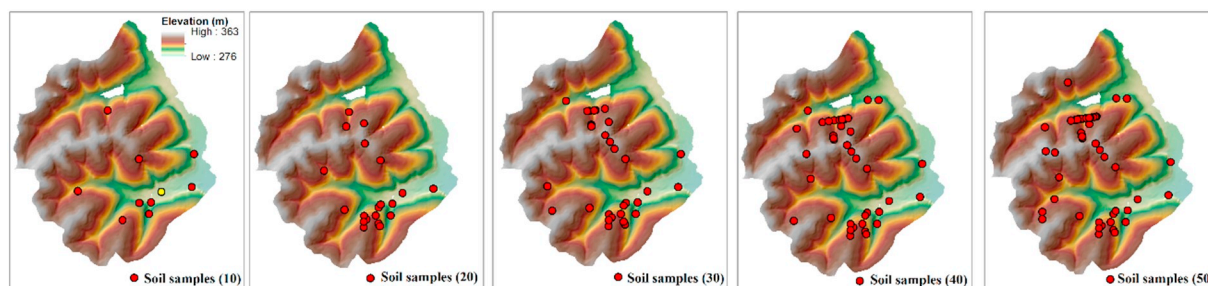 Elevation (m)
High : 363
Low : 276
Soil samples (10)
Soil samples (20)
Soil samples (30)
Soil samples (40)
Soil samples (50